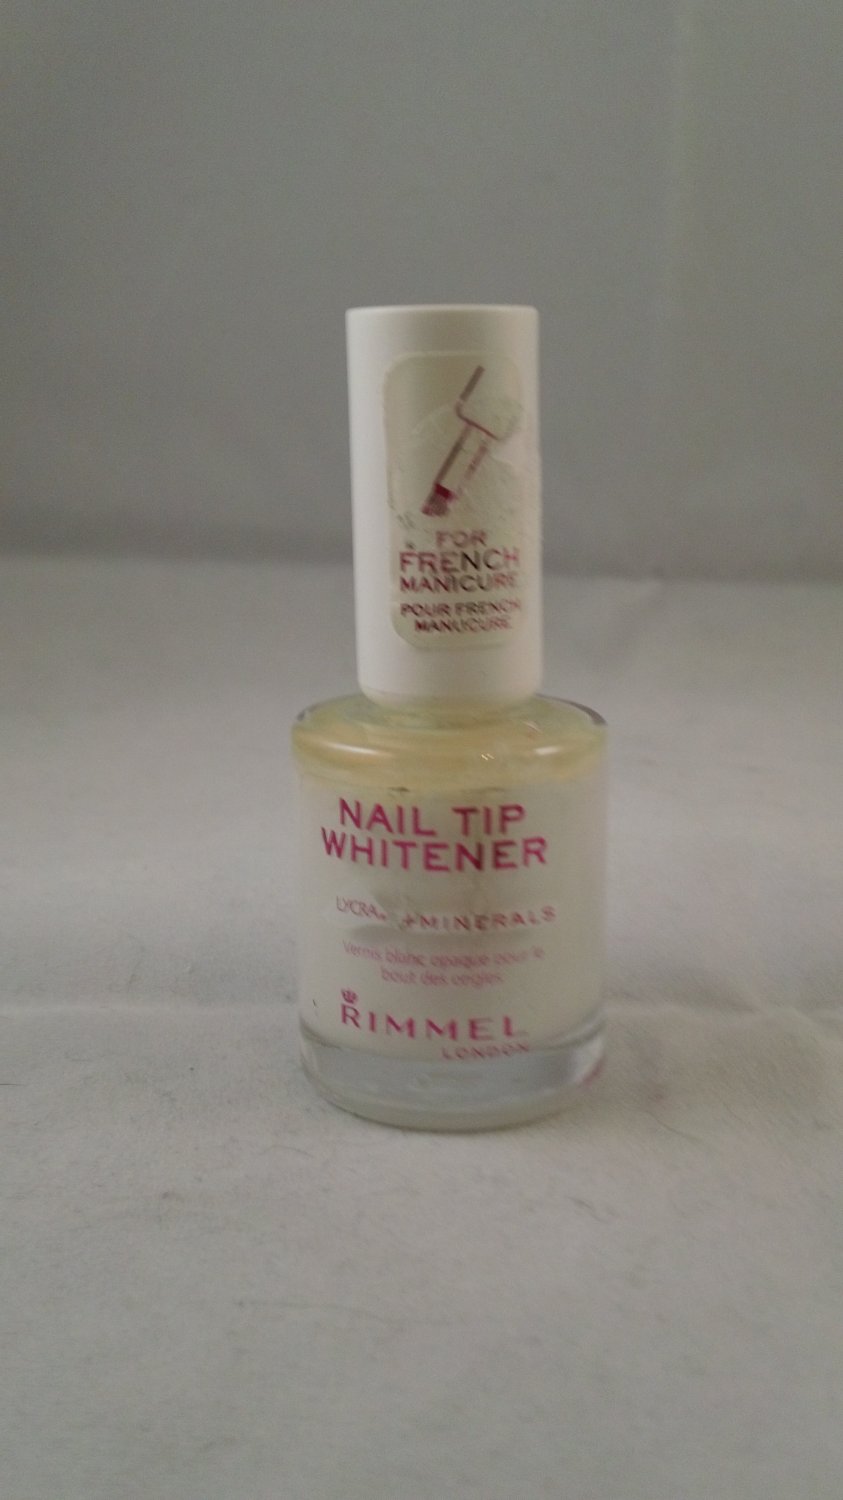 FOR
FRENCH
MANICURE
POUR FRENCH
MANUCURE
NAIL TIP
WHITENER
LYCRA® +MINERALS
Vernis blanc opaque pour le
bout des ongles
RIMMEL
LONDON